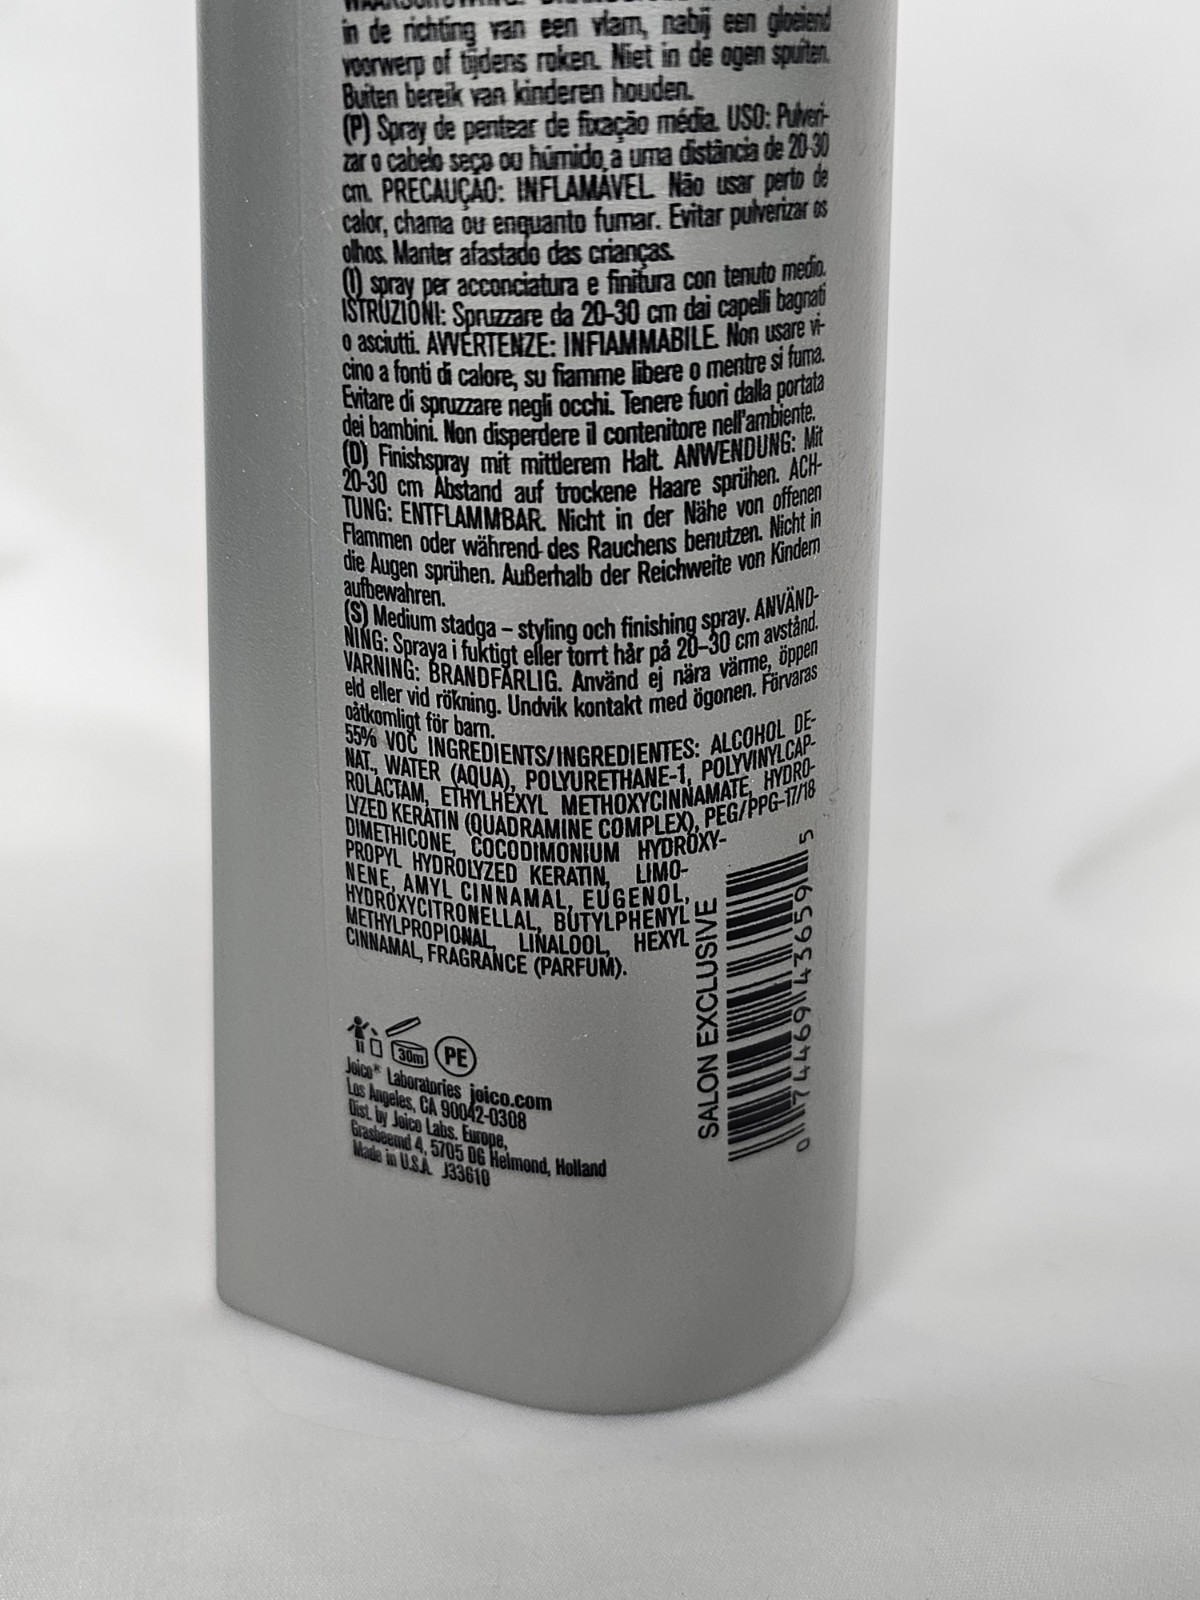 in de richting van een vlam, nabij een gloeiend
voorwerp of tijdens roken. Niet in de ogen spuiten.
Buiten bereik van kinderen houden.
(P) Spray de pentear de fixação média. USO: Pulveri-
zar o cabelo seço ou húmido, a uma distância de 20-30
cm. PRECAUÇÃO: INFLAMÁVEL. Não usar perto de
calor, chama ou enquanto fumar. Evitar pulverizar os
olhos. Manter afastado das crianças.
(I) spray per acconciatura e finitura con tenuto medio.
ISTRUZIONI: Spruzzare da 20-30 cm dai capelli bagnati
o asciutti. AVVERTENZE: INFIAMMABILE. Non usare vi-
cino a fonti di calore, su fiamme libere o mentre si fuma.
Evitare di spruzzare negli occhi. Tenere fuori dalla portata
dei bambini. Non disperdere il contenitore nell'ambiente.
(D) Finishspray mit mittlerem Halt. ANWENDUNG: Mit
20-30 cm Abstand auf trockene Haare sprühen. ACH-
TUNG: ENTFLAMMBAR. Nicht in der Nähe von offenen
Flammen oder während des Rauchens benutzen. Nicht in
die Augen sprühen. Außerhalb der Reichweite von Kindern
aufbewahren.
(S) Medium stadga – styling och finishing spray. ANVÄND-
NING: Spraya i fuktigt eller torrt hår på 20–30 cm avstånd.
VARNING: BRANDFARLIG. Använd ej nära värme, öppen
eld eller vid rökning. Undvik kontakt med ögonen. Förvaras
oåtkomligt för barn.
55% VOC INGREDIENTS/INGREDIENTES: ALCOHOL DE-
NAT., WATER (AQUA), POLYURETHANE-1, POLYVINYLCAP-
ROLACTAM, ETHYLHEXYL METHOXYCINNAMATE, HYDRO-
LYZED KERATIN (QUADRAMINE COMPLEX), PEG/PPG-17/18
DIMETHICONE, COCODIMONIUM HYDROXY-
PROPYL HYDROLYZED KERATIN, LIMO-
NENE, AMYL CINNAMAL, EUGENOL,
HYDROXYCITRONELLAL, BUTYLPHENYL
METHYLPROPIONAL, LINALOOL, HEXYL
CINNAMAL, FRAGRANCE (PARFUM).
SALON EXCLUSIVE
0 74469 43659 5
30m
PE
Joico® Laboratories joico.com
Los Angeles, CA 90042-0308
Dist. by Joico Labs. Europe,
Grasbeemd 4, 5705 DG Helmond, Holland
Made in U.S.A. J33610